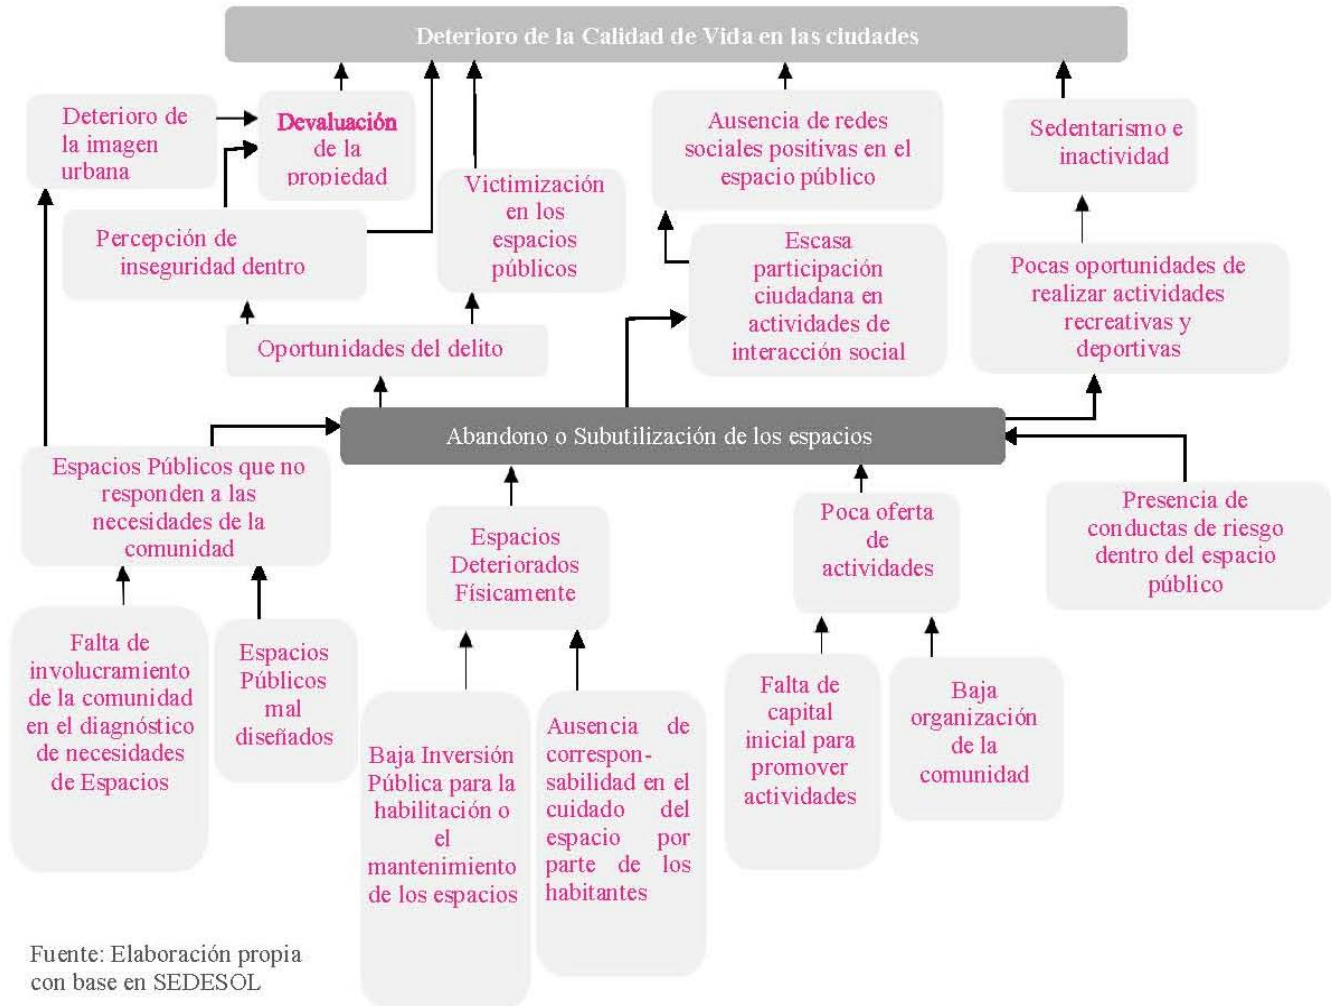 Deterioro de la Calidad de Vida en las ciudades
Deterioro de
la imagen
urbana
Devaluación
de la
propiedad
Ausencia de redes
sociales positivas en el
espacio público
Sedentarismo e
inactividad
Victimización
en los
espacios
públicos
Percepción de
inseguridad dentro
Escasa
participación
ciudadana en
actividades de
interacción social
Pocas oportunidades de
realizar actividades
recreativas y
deportivas
Oportunidades del delito
Abandono o Subutilización de los espacios
Espacios Públicos que no
responden a las
necesidades de la
comunidad
Espacios
Deteriorados
Físicamente
Poca oferta
de
actividades
Presencia de
conductas de riesgo
dentro del espacio
público
Falta de
involucramiento
de la comunidad
en el diagnóstico
de necesidades
de Espacios
Espacios
Públicos
mal
diseñados
Baja Inversión
Pública para la
habilitación o
el
mantenimiento
de los espacios
Ausencia de
correspon-
sabilidad en el
cuidado del
espacio por
parte de los
habitantes
Falta de
capital
inicial para
promover
actividades
Baja
organización
de la
comunidad
Fuente: Elaboración propia
con base en SEDESOL